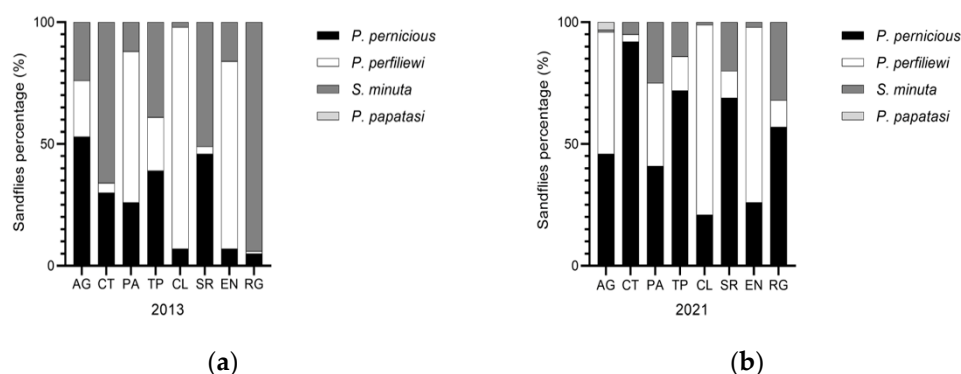 Sandflies percentage (%)
100
50
0
AG CT PA TP CL SR EN RG
2013
P. pernicious
P. perfiliewi
S. minuta
P. papatasi
(a)
Sandflies percentage (%)
100
50
0
AG CT PA TP CL SR EN RG
2021
P. pernicious
P. perfiliewi
S. minuta
P. papatasi
(b)